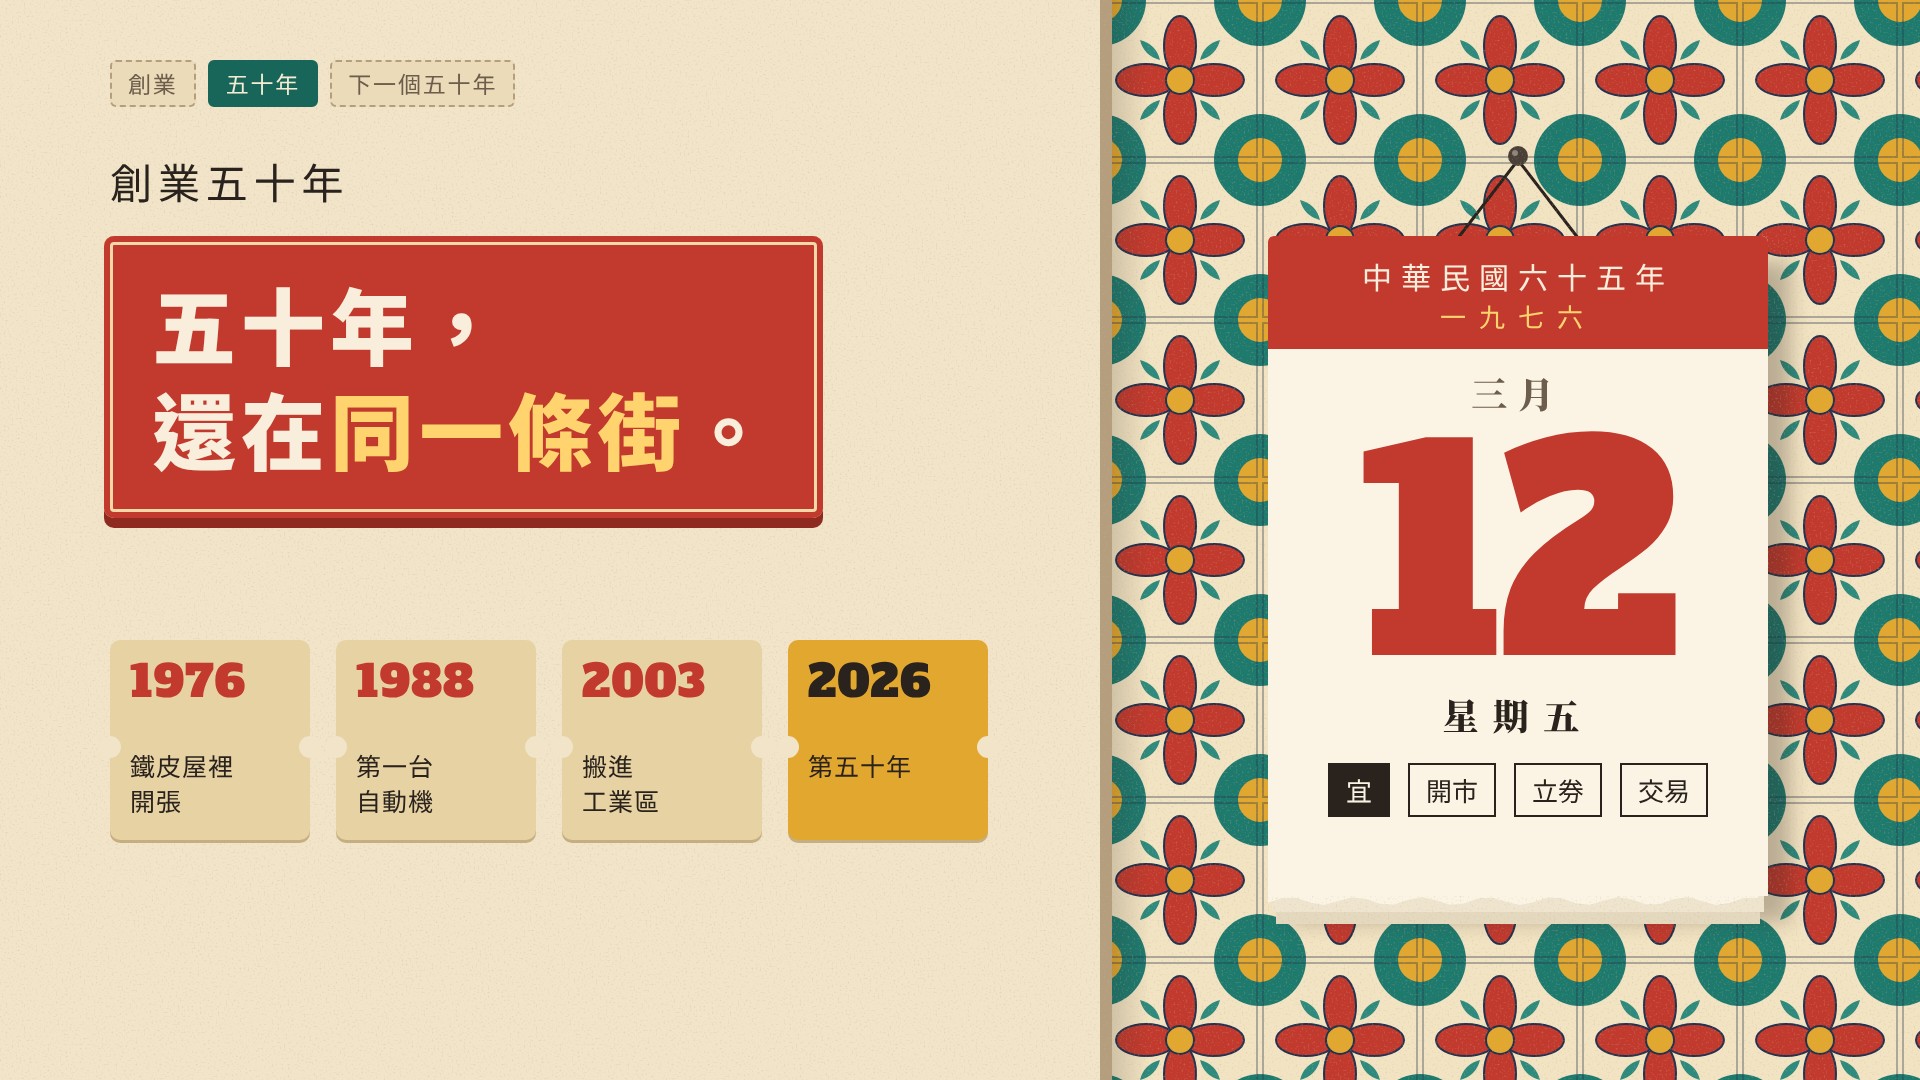 創業
五十年
下一個五十年
創業五十年
五十年，
還在同一條街。
1976
鐵皮屋裡
開張
1988
第一台
自動機
2003
搬進
工業區
2026
第五十年
中華民國六十五年
一九七六
三月
12
星期五
宜
開市
立券
交易